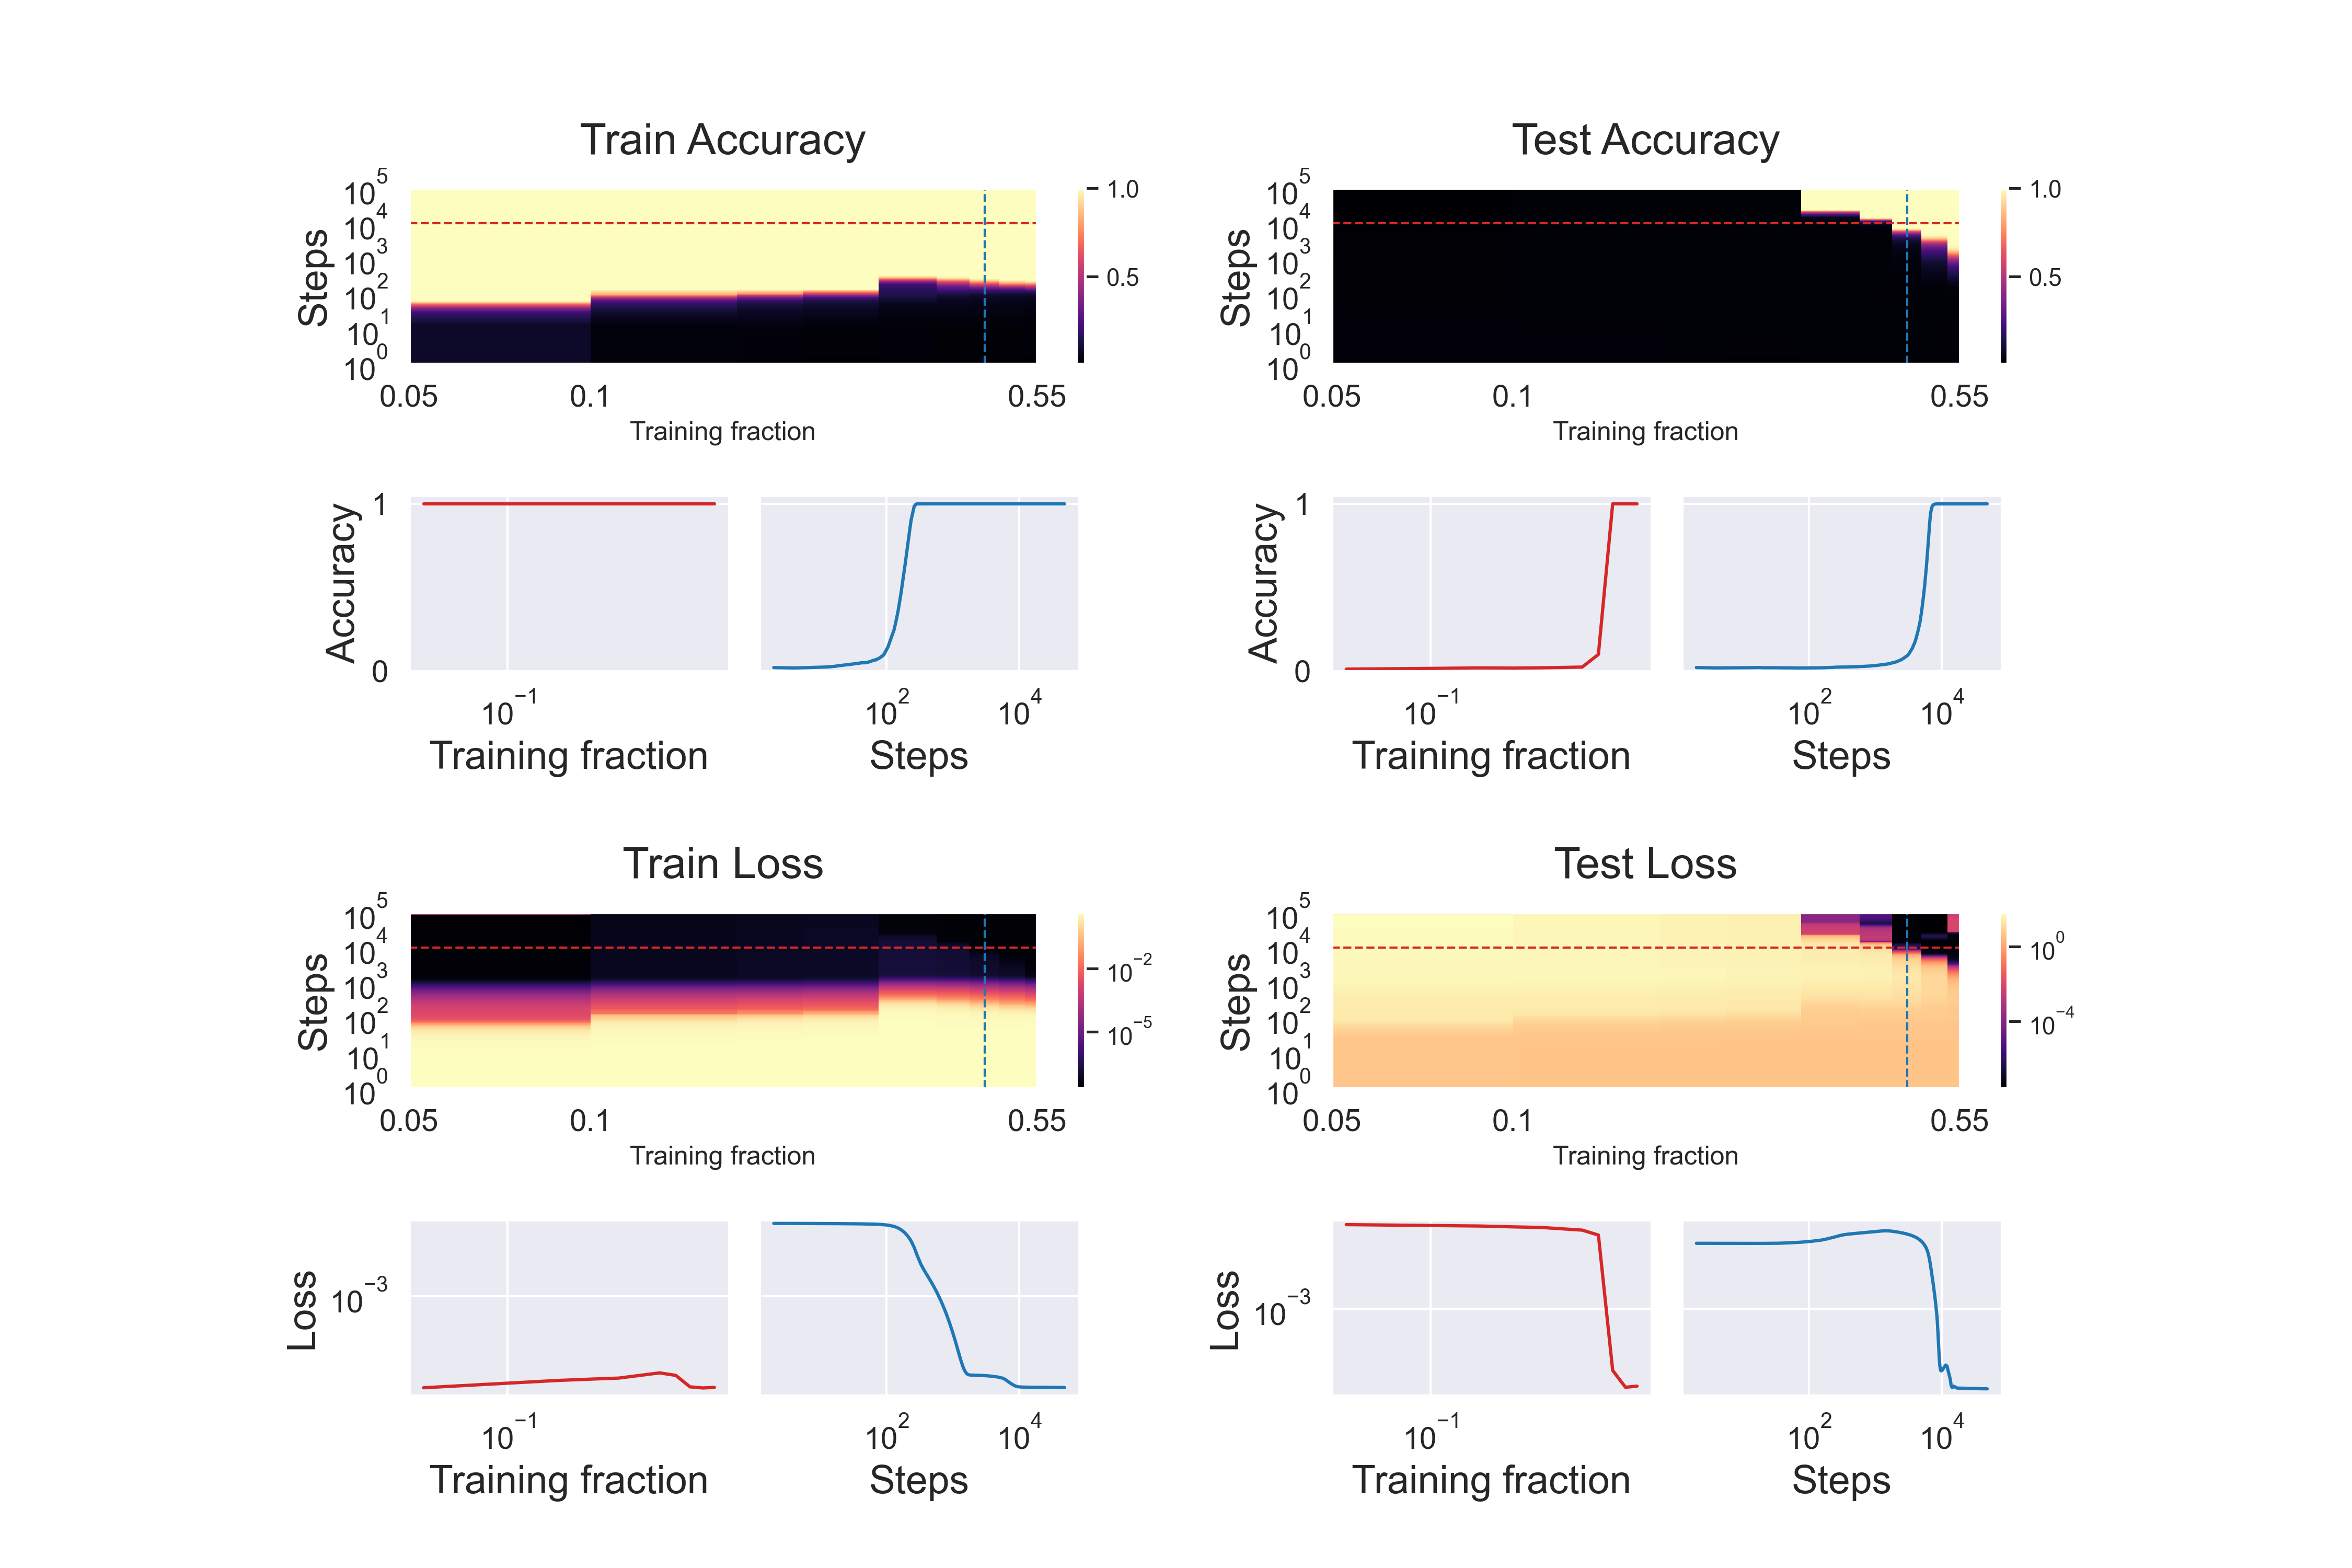 Train Accuracy
Steps
10^5
10^4
10^3
10^2
10^1
10^0
0.05 0.1 0.55
Training fraction
1.0
0.5
Test Accuracy
Steps
10^5
10^4
10^3
10^2
10^1
10^0
0.05 0.1 0.55
Training fraction
1.0
0.5
Accuracy
1
0
10^−1
Training fraction
10^2 10^4
Steps
Accuracy
1
0
10^−1
Training fraction
10^2 10^4
Steps
Train Loss
Steps
10^5
10^4
10^3
10^2
10^1
10^0
0.05 0.1 0.55
Training fraction
10^−2
10^−5
Test Loss
Steps
10^5
10^4
10^3
10^2
10^1
10^0
0.05 0.1 0.55
Training fraction
10^0
10^−4
Loss
10^−3
10^−1
Training fraction
10^2 10^4
Steps
Loss
10^−3
10^−1
Training fraction
10^2 10^4
Steps